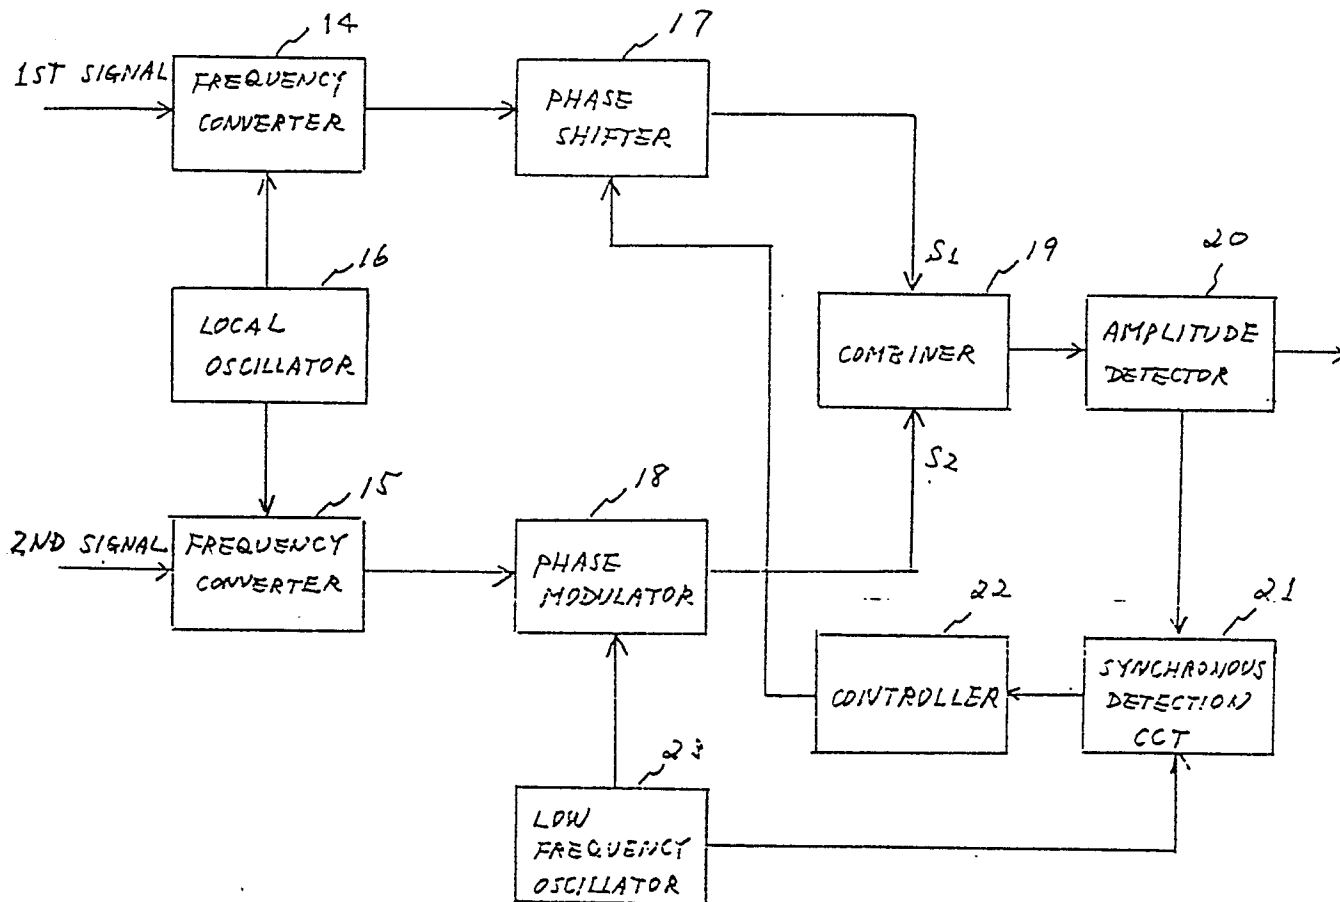 14
17
1ST SIGNAL
FREQUENCY
CONVERTER
PHASE
SHIFTER
16
LOCAL
OSCILLATOR
S1
19
20
COMBINER
AMPLITUDE
DETECTOR
S2
15
18
2ND SIGNAL
FREQUENCY
CONVERTER
PHASE
MODULATOR
22
21
CONTROLLER
SYNCHRONOUS
DETECTION
CCT
23
LOW
FREQUENCY
OSCILLATOR